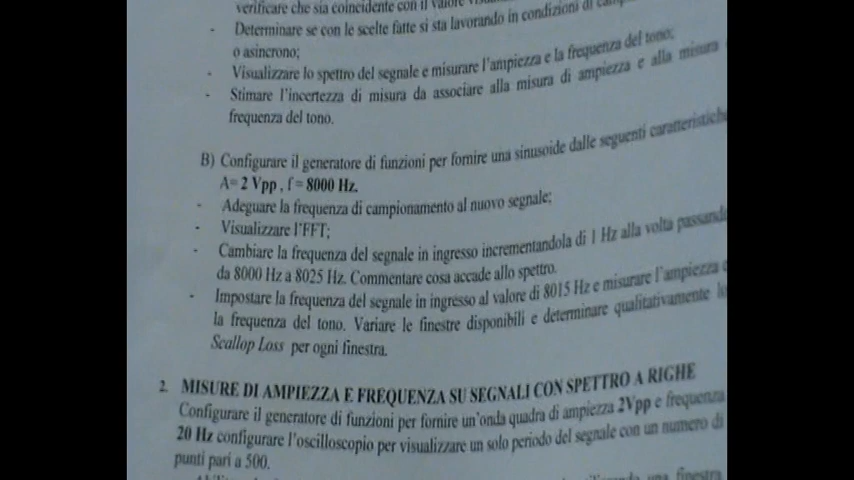 verificare che sia coincidente con il valore
- Determinare se con le scelte fatte si sta lavorando in condizioni di
o asincrono;
- Visualizzare lo spettro del segnale e misurare l'ampiezza e la frequenza del tono;
- Stimare l'incertezza di misura da associare alla misura di ampiezza e alla misura
frequenza del tono.
B) Configurare il generatore di funzioni per fornire una sinusoide dalle seguenti caratteristiche
A= 2 Vpp , f = 8000 Hz.
- Adeguare la frequenza di campionamento al nuovo segnale;
- Visualizzare l'FFT;
- Cambiare la frequenza del segnale in ingresso incrementandola di 1 Hz alla volta passando
da 8000 Hz a 8025 Hz. Commentare cosa accade allo spettro.
- Impostare la frequenza del segnale in ingresso al valore di 8015 Hz e misurare l'ampiezza e
la frequenza del tono. Variare le finestre disponibili e determinare qualitativamente lo
Scallop Loss per ogni finestra.
2. MISURE DI AMPIEZZA E FREQUENZA SU SEGNALI CON SPETTRO A RIGHE
Configurare il generatore di funzioni per fornire un'onda quadra di ampiezza 2Vpp e frequenza
20 Hz configurare l'oscilloscopio per visualizzare un solo periodo del segnale con un numero di
punti pari a 500.
una finestra